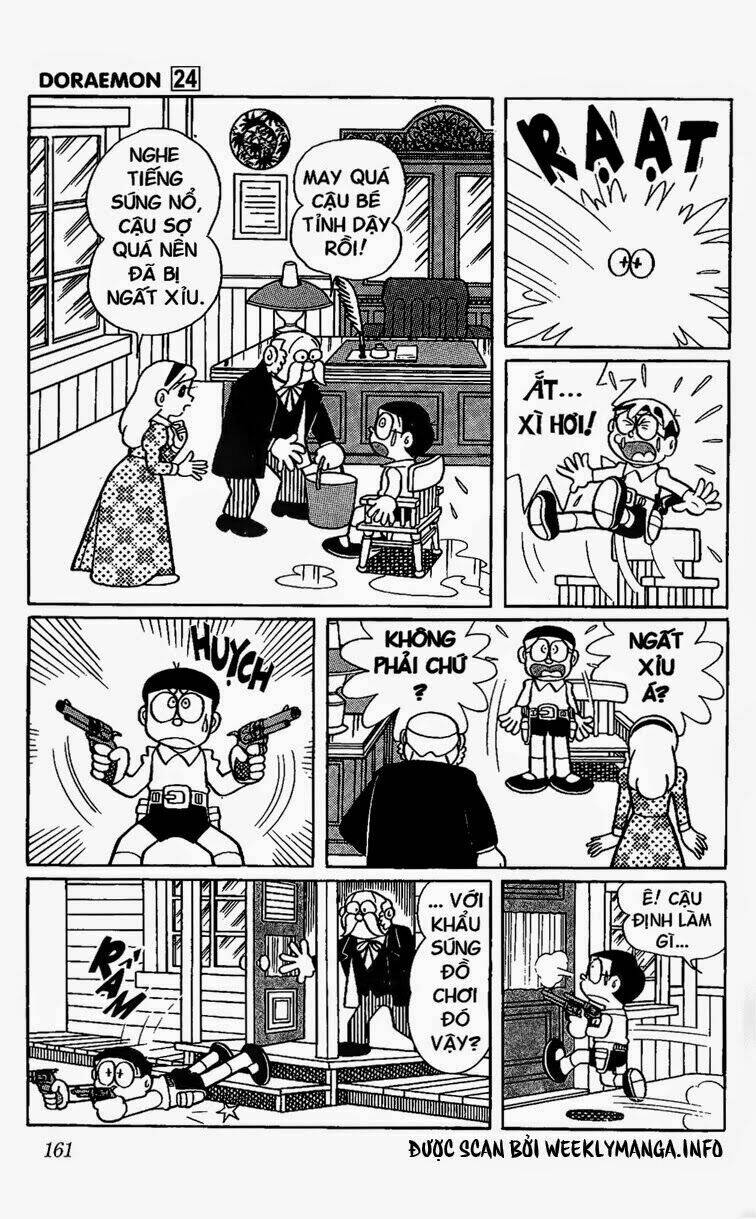 DORAEMON 24
RẠẠT
ẮT...
XÌ HƠI!
MAY QUÁ
CẬU BÉ
TỈNH DẬY
RỒI!
NGHE
TIẾNG
SÚNG NỔ,
CẬU SỢ
QUÁ NÊN
ĐÃ BỊ
NGẤT XỈU.
NGẤT
XỈU
Á?
KHÔNG
PHẢI CHỨ
?
HUỴCH
Ê! CẬU
ĐỊNH LÀM
GÌ...
... VỚI
KHẨU
SÚNG
ĐỒ
CHƠI
ĐÓ
VẬY?
RẦM
161
ĐƯỢC SCAN BỞI WEEKLYMANGA.INFO